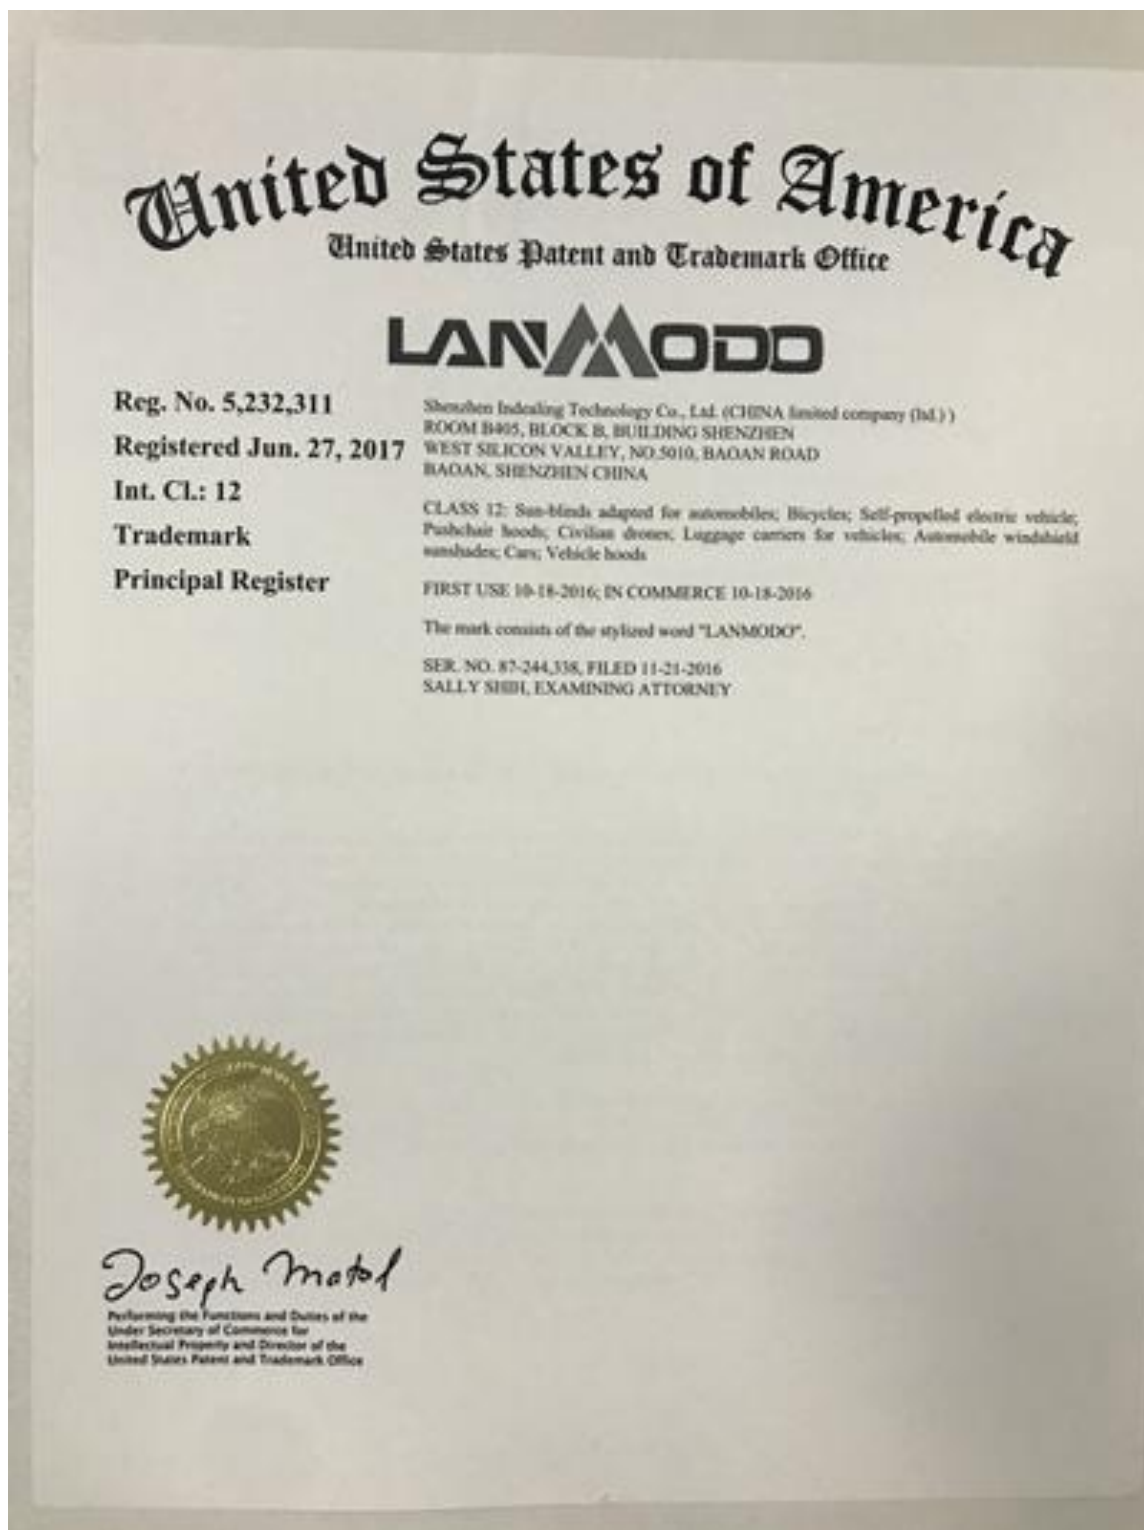 United States of America
United States Patent and Trademark Office
LANMODO
Reg. No. 5,232,311
Registered Jun. 27, 2017
Int. Cl.: 12
Trademark
Principal Register
Shenzhen Indealing Technology Co., Ltd. (CHINA limited company (ltd.) )
ROOM B405, BLOCK B, BUILDING SHENZHEN
WEST SILICON VALLEY, NO.5010, BAOAN ROAD
BAOAN, SHENZHEN CHINA
CLASS 12: Sun-blinds adapted for automobiles; Bicycles; Self-propelled electric vehicle;
Pushchair hoods; Civilian drones; Luggage carriers for vehicles; Automobile windshield
sunshades; Cars; Vehicle hoods
FIRST USE 10-18-2016; IN COMMERCE 10-18-2016
The mark consists of the stylized word "LANMODO".
SER. NO. 87-244,338, FILED 11-21-2016
SALLY SHIH, EXAMINING ATTORNEY
Joseph Matal
Performing the Functions and Duties of the
Under Secretary of Commerce for
Intellectual Property and Director of the
United States Patent and Trademark Office